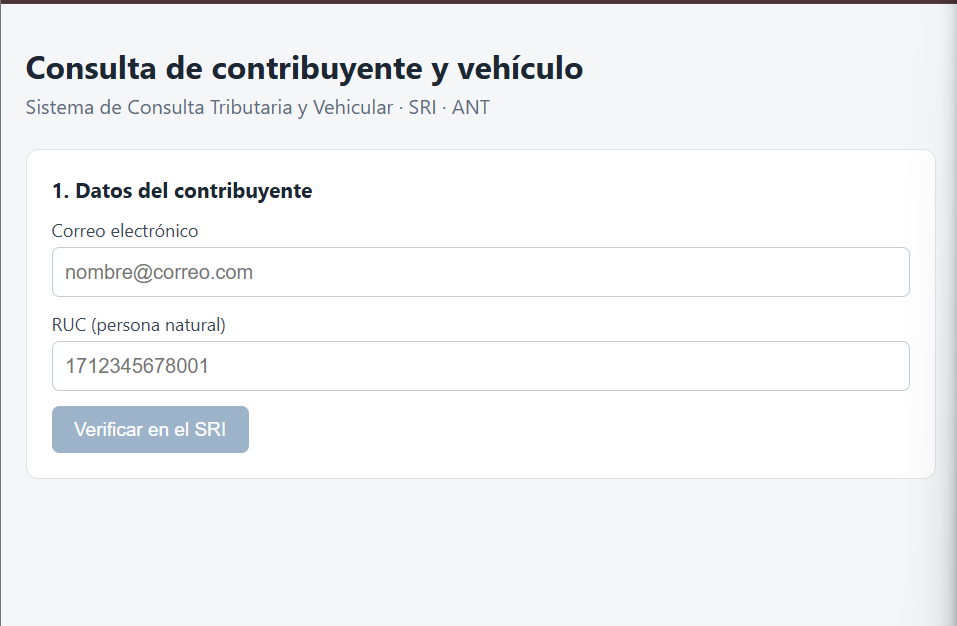 Consulta de contribuyente y vehículo
Sistema de Consulta Tributaria y Vehicular · SRI · ANT
1. Datos del contribuyente
Correo electrónico
nombre@correo.com
RUC (persona natural)
1712345678001
Verificar en el SRI